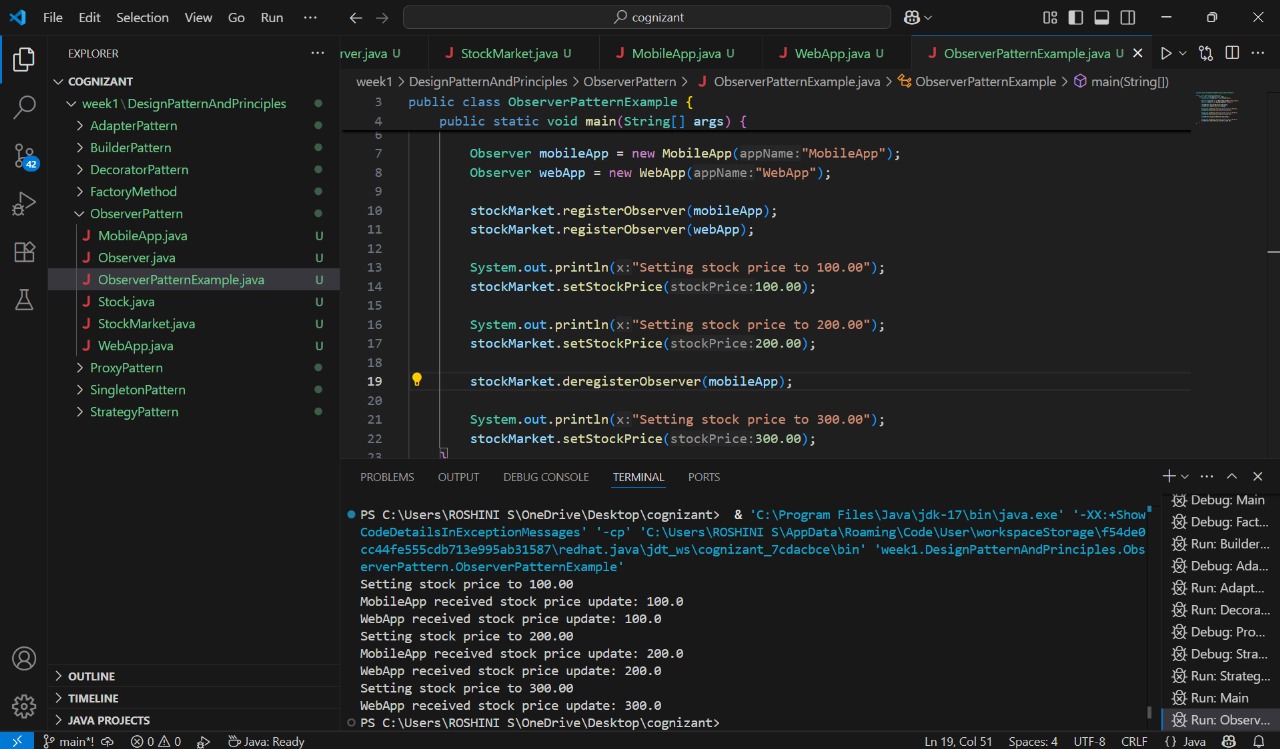 File Edit Selection View Go Run ··· cognizant
EXPLORER ···
COGNIZANT
week1 \ DesignPatternAndPrinciples
AdapterPattern
BuilderPattern
DecoratorPattern
FactoryMethod
ObserverPattern
J MobileApp.java U
J Observer.java U
J ObserverPatternExample.java U
J Stock.java U
J StockMarket.java U
J WebApp.java U
ProxyPattern
SingletonPattern
StrategyPattern
42
OUTLINE
TIMELINE
JAVA PROJECTS
rver.java U J StockMarket.java U J MobileApp.java U J WebApp.java U J ObserverPatternExample.java U
week1 > DesignPatternAndPrinciples > ObserverPattern > J ObserverPatternExample.java > ObserverPatternExample > main(String[])
3 public class ObserverPatternExample {
4 public static void main(String[] args) {
6
7 Observer mobileApp = new MobileApp(appName:"MobileApp");
8 Observer webApp = new WebApp(appName:"WebApp");
9
10 stockMarket.registerObserver(mobileApp);
11 stockMarket.registerObserver(webApp);
12
13 System.out.println(x:"Setting stock price to 100.00");
14 stockMarket.setStockPrice(stockPrice:100.00);
15
16 System.out.println(x:"Setting stock price to 200.00");
17 stockMarket.setStockPrice(stockPrice:200.00);
18
19 stockMarket.deregisterObserver(mobileApp);
20
21 System.out.println(x:"Setting stock price to 300.00");
22 stockMarket.setStockPrice(stockPrice:300.00);
23 }
PROBLEMS OUTPUT DEBUG CONSOLE TERMINAL PORTS
PS C:\Users\ROSHINI S\OneDrive\Desktop\cognizant> & 'C:\Program Files\Java\jdk-17\bin\java.exe' '-XX:+Show
CodeDetailsInExceptionMessages' '-cp' 'C:\Users\ROSHINI S\AppData\Roaming\Code\User\workspaceStorage\f54de0
cc44fe555cdb713e995ab31587\redhat.java\jdt_ws\cognizant_7cdacbce\bin' 'week1.DesignPatternAndPrinciples.Obs
erverPattern.ObserverPatternExample'
Setting stock price to 100.00
MobileApp received stock price update: 100.0
WebApp received stock price update: 100.0
Setting stock price to 200.00
MobileApp received stock price update: 200.0
WebApp received stock price update: 200.0
Setting stock price to 300.00
WebApp received stock price update: 300.0
PS C:\Users\ROSHINI S\OneDrive\Desktop\cognizant>
Debug: Main
Debug: Fact...
Run: Builder...
Debug: Ada...
Run: Adapt...
Run: Decora...
Debug: Pro...
Debug: Stra...
Run: Strateg...
Run: Main
Run: Observ...
main*! 0 0 Java: Ready Ln 19, Col 51 Spaces: 4 UTF-8 CRLF {} Java